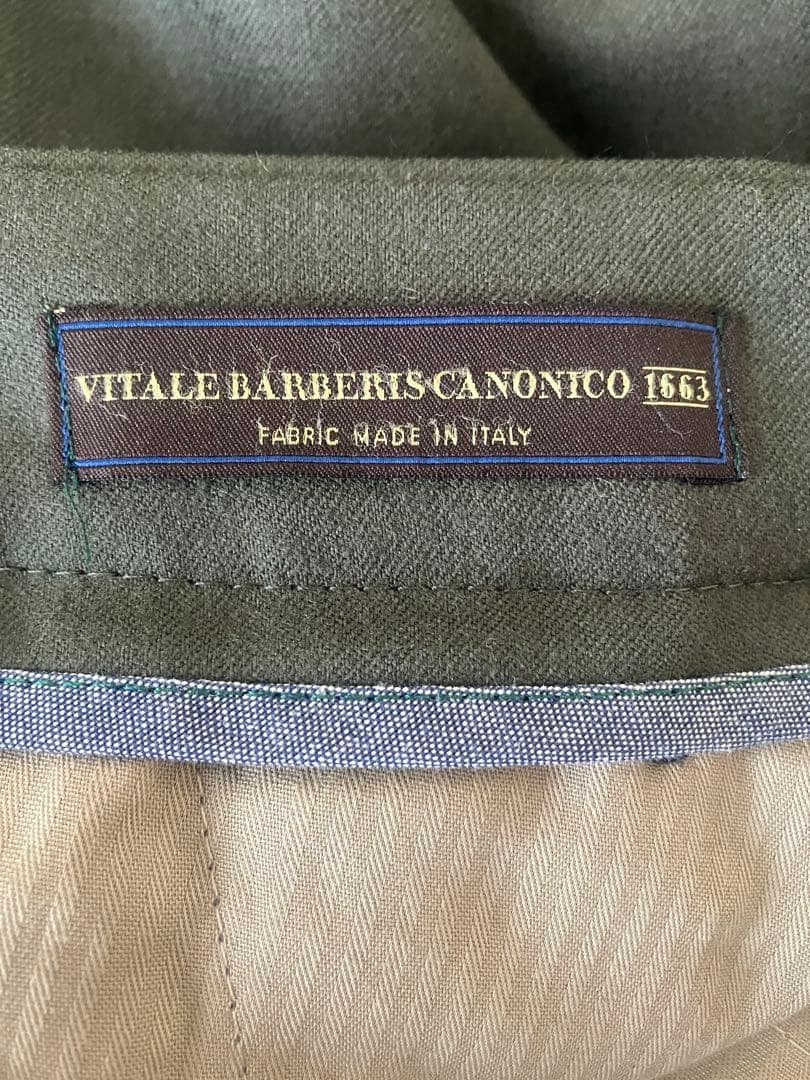 VITALE BARBERIS CANONICO 1663
FABRIC MADE IN ITALY